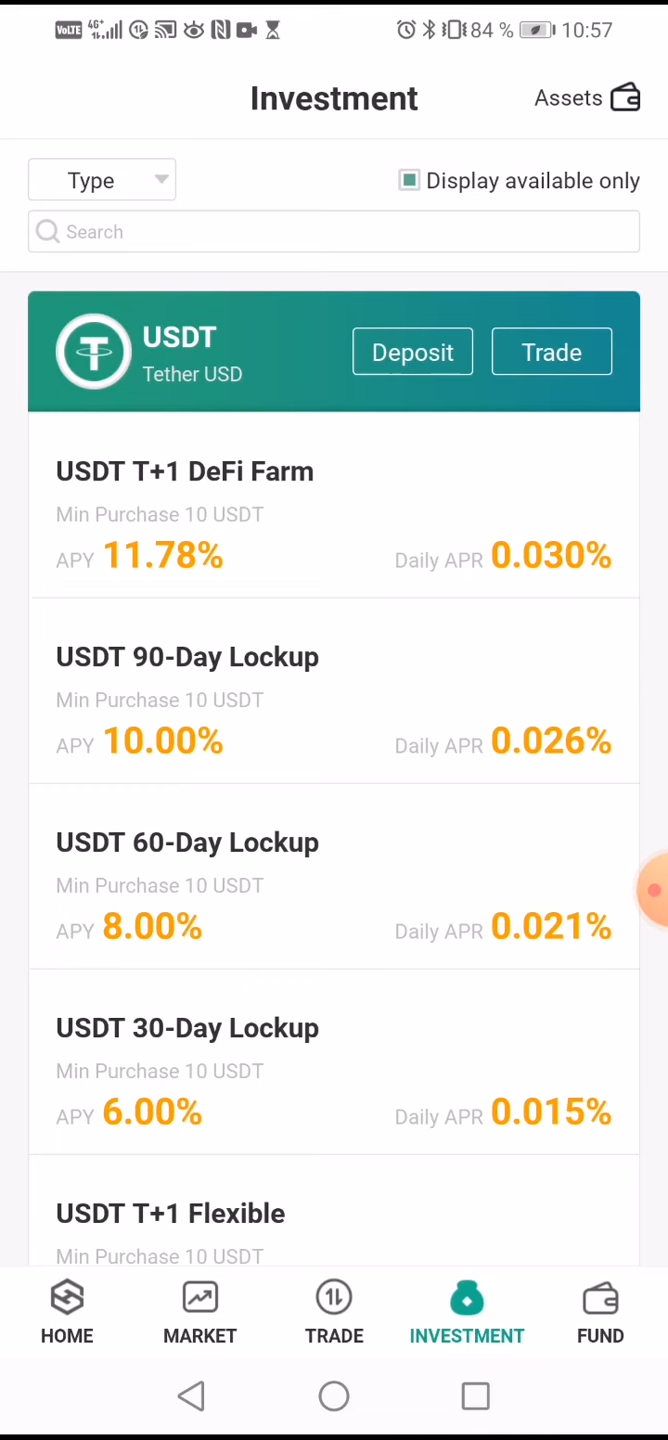 VoLTE 4G+ 84 % 10:57
Investment Assets
Type Display available only
Search
USDT
Tether USD
Deposit Trade
USDT T+1 DeFi Farm
Min Purchase 10 USDT
APY 11.78% Daily APR 0.030%
USDT 90-Day Lockup
Min Purchase 10 USDT
APY 10.00% Daily APR 0.026%
USDT 60-Day Lockup
Min Purchase 10 USDT
APY 8.00% Daily APR 0.021%
USDT 30-Day Lockup
Min Purchase 10 USDT
APY 6.00% Daily APR 0.015%
USDT T+1 Flexible
Min Purchase 10 USDT
HOME MARKET TRADE INVESTMENT FUND